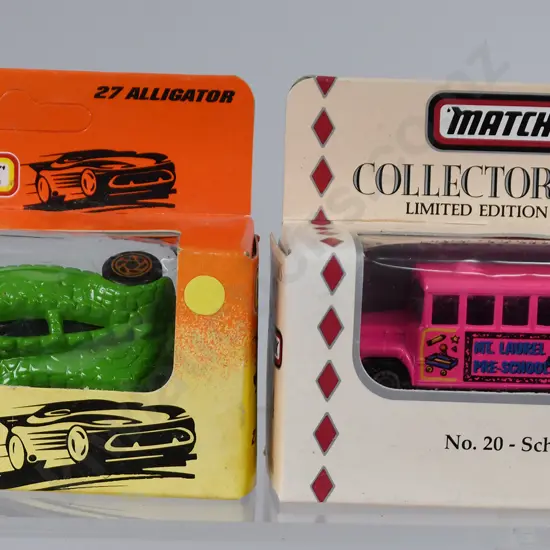 27 ALLIGATOR
MATCH
COLLECTOR
LIMITED EDITION
MT. LAUREL
PRE-SCHOOL
No. 20 - Sch